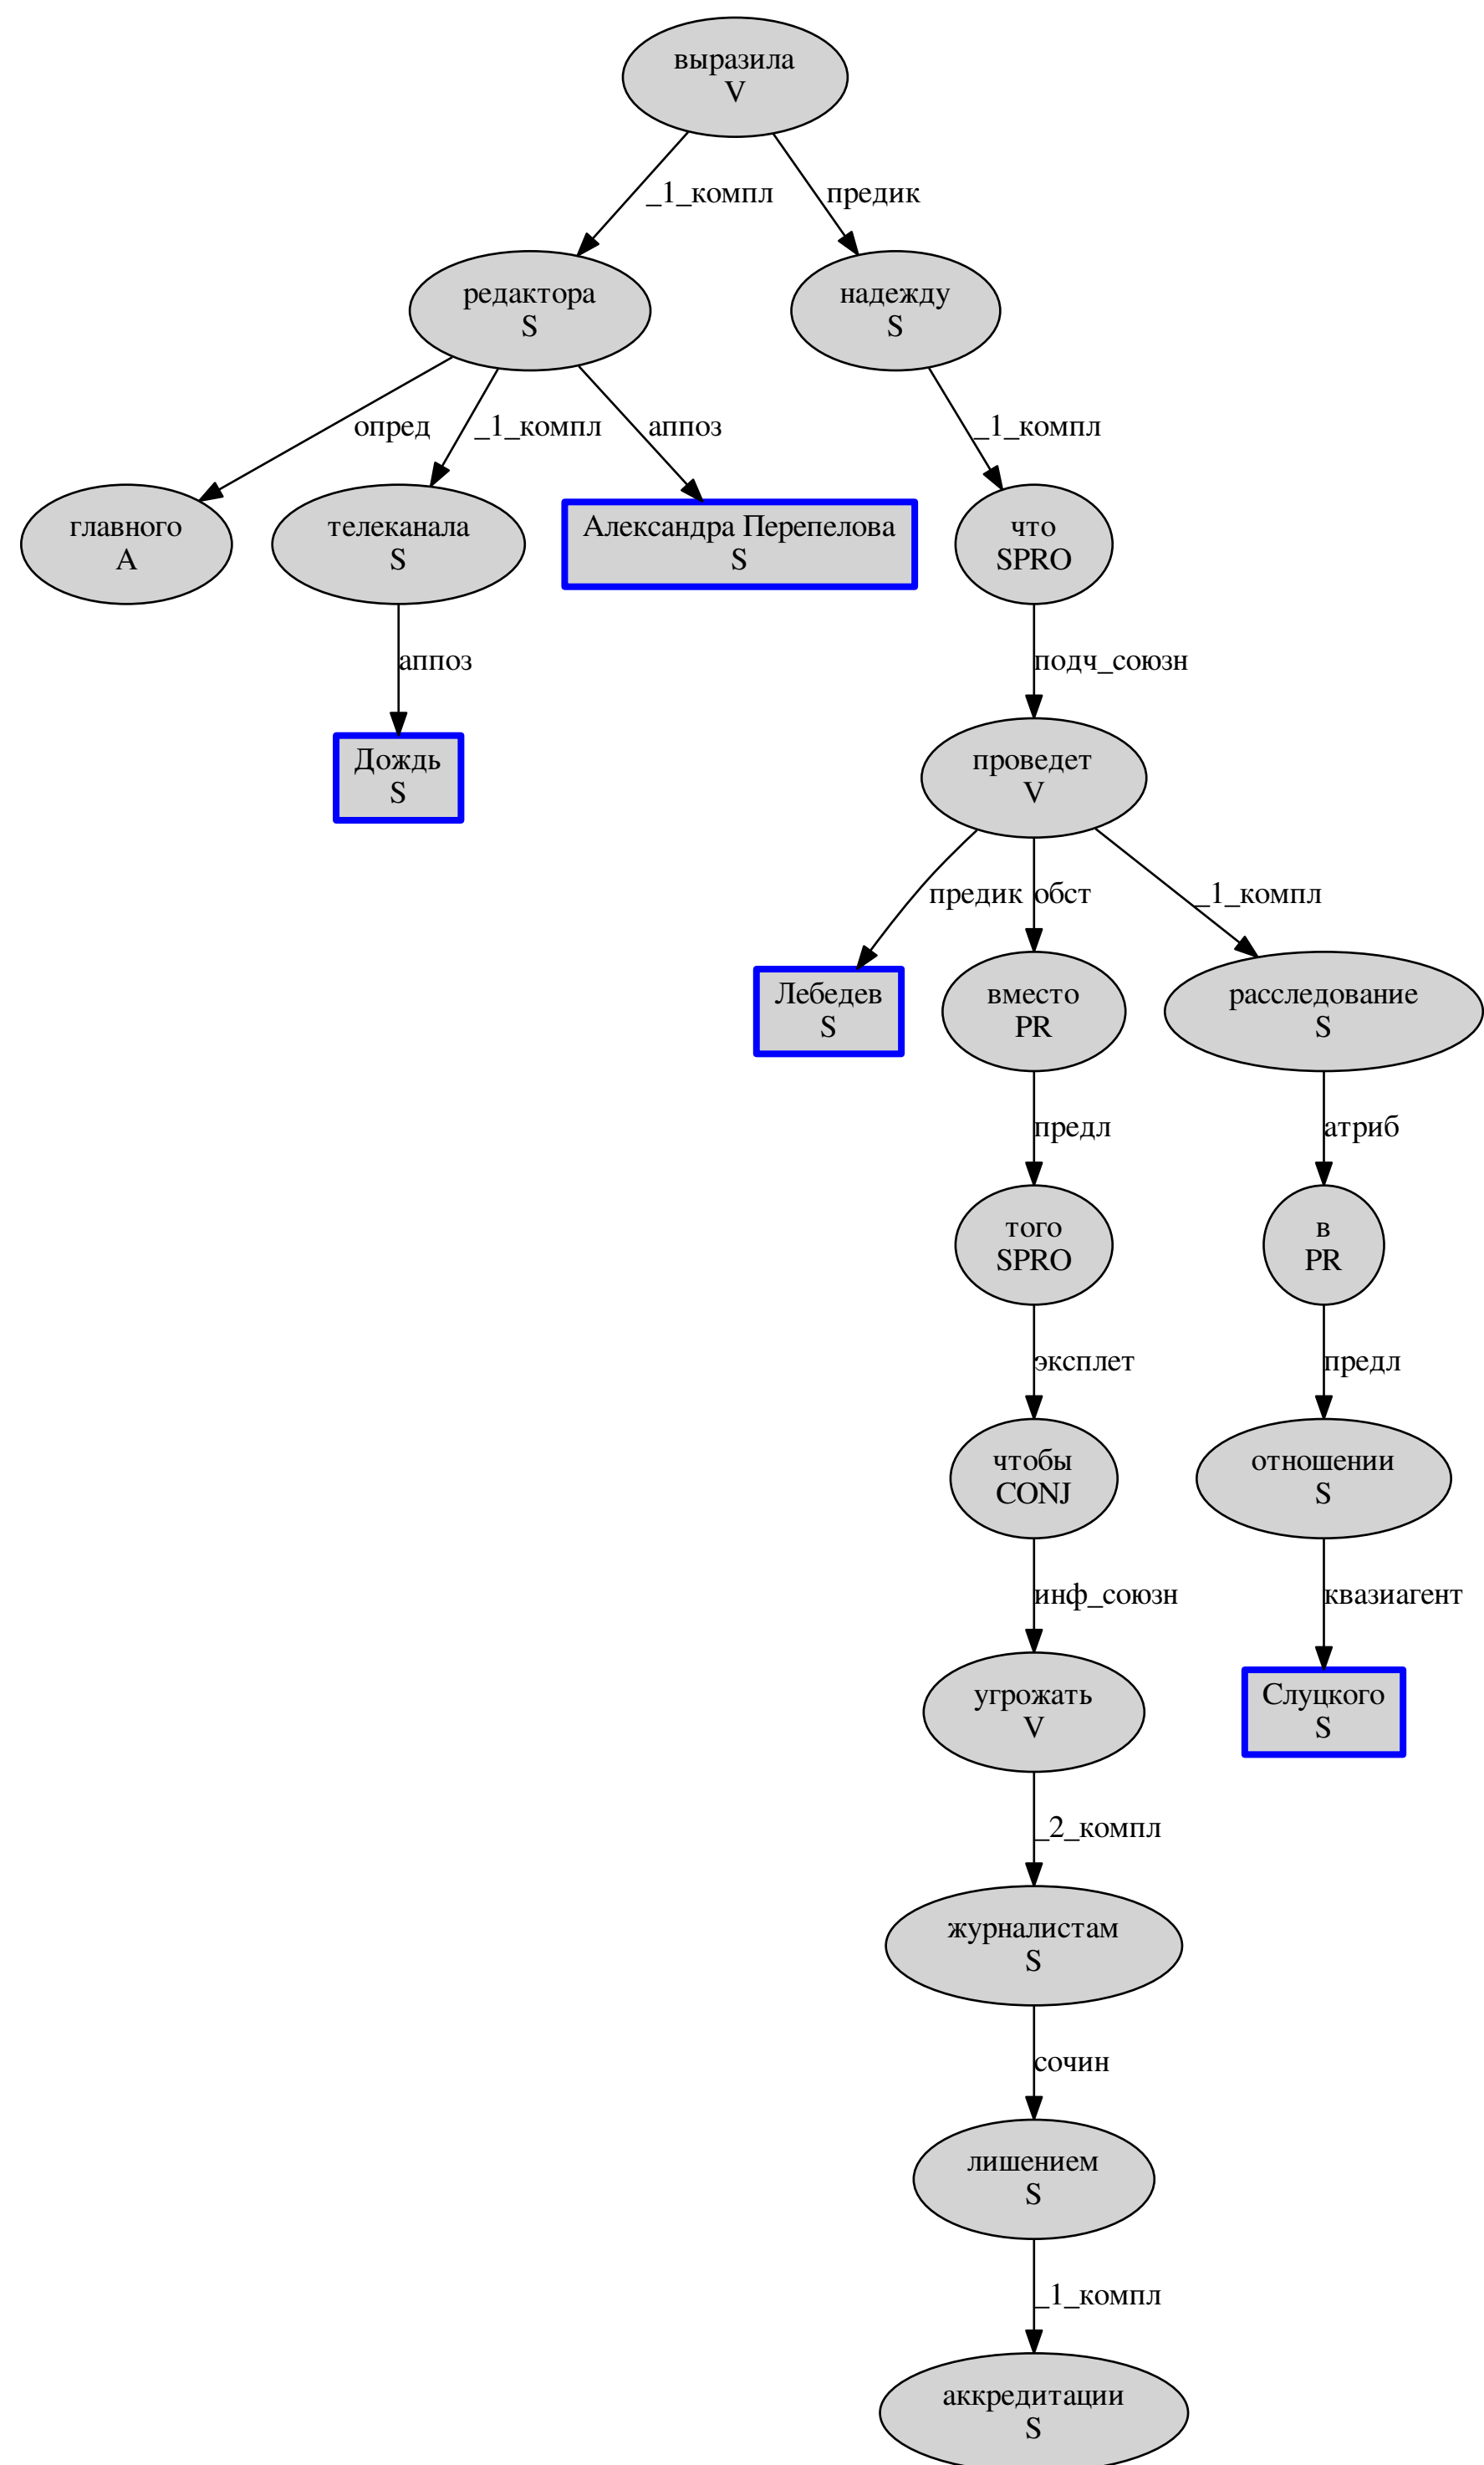 выразила
V
_1_компл
предик
редактора
S
надежду
S
опред
_1_компл
аппоз
_1_компл
главного
A
телеканала
S
Александра Перепелова
S
что
SPRO
аппоз
подч_союзн
Дождь
S
проведет
V
предик
обст
_1_компл
Лебедев
S
вместо
PR
расследование
S
предл
атриб
того
SPRO
в
PR
эксплет
предл
чтобы
CONJ
отношении
S
инф_союзн
квазиагент
угрожать
V
Слуцкого
S
_2_компл
журналистам
S
сочин
лишением
S
_1_компл
аккредитации
S